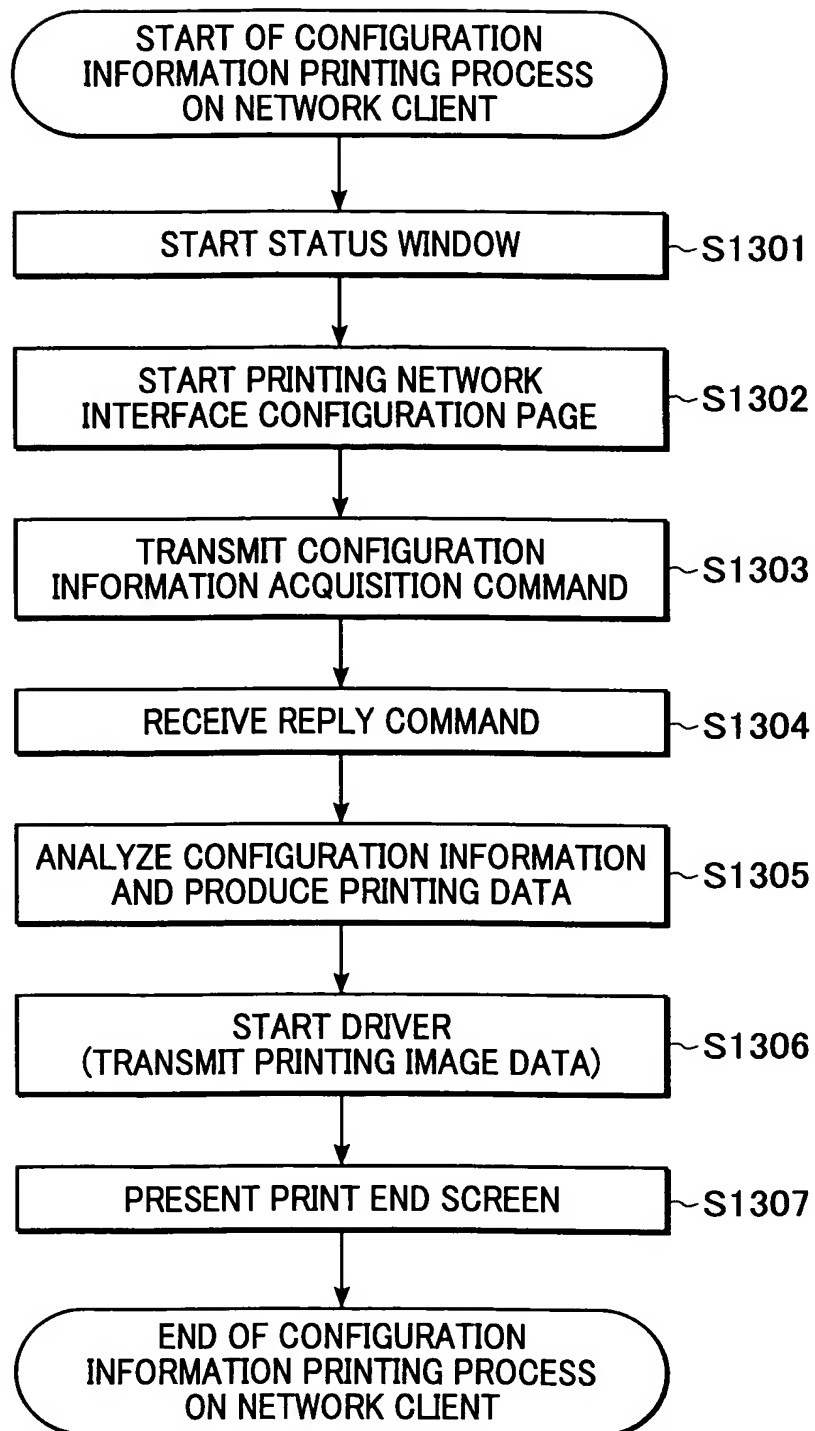 START OF CONFIGURATION
INFORMATION PRINTING PROCESS
ON NETWORK CLIENT
START STATUS WINDOW
~S1301
START PRINTING NETWORK
INTERFACE CONFIGURATION PAGE
~S1302
TRANSMIT CONFIGURATION
INFORMATION ACQUISITION COMMAND
~S1303
RECEIVE REPLY COMMAND
~S1304
ANALYZE CONFIGURATION INFORMATION
AND PRODUCE PRINTING DATA
~S1305
START DRIVER
(TRANSMIT PRINTING IMAGE DATA)
~S1306
PRESENT PRINT END SCREEN
~S1307
END OF CONFIGURATION
INFORMATION PRINTING PROCESS
ON NETWORK CLIENT